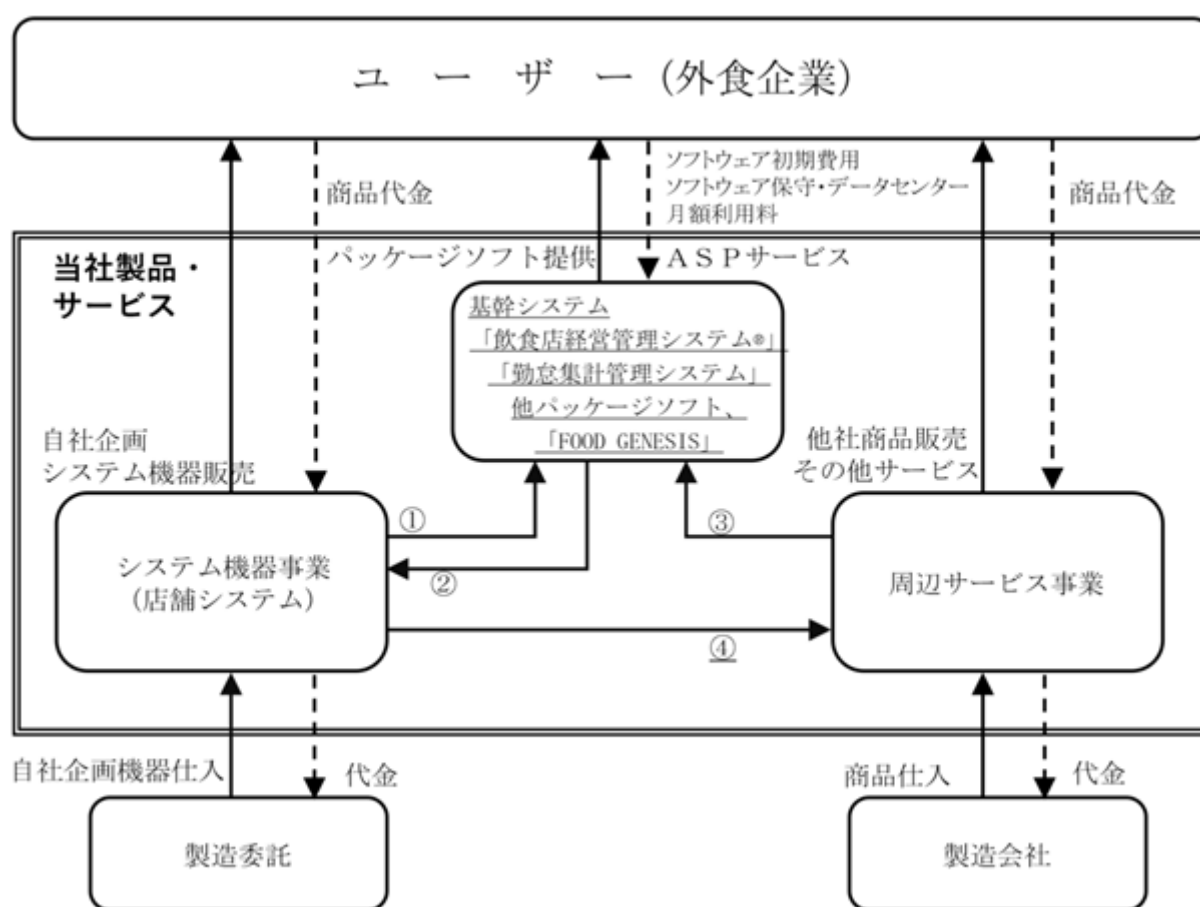 ユーザー(外食企業)
商品代金
ソフトウェア初期費用
ソフトウェア保守・データセンター
月額利用料
商品代金
当社製品・
サービス
パッケージソフト提供
ASPサービス
基幹システム
「飲食店経営管理システム®」
「勤怠集計管理システム」
他パッケージソフト、
「FOOD GENESIS」
自社企画
システム機器販売
他社商品販売
その他サービス
①
③
システム機器事業
(店舗システム)
②
周辺サービス事業
④
自社企画機器仕入
代金
商品仕入
代金
製造委託
製造会社